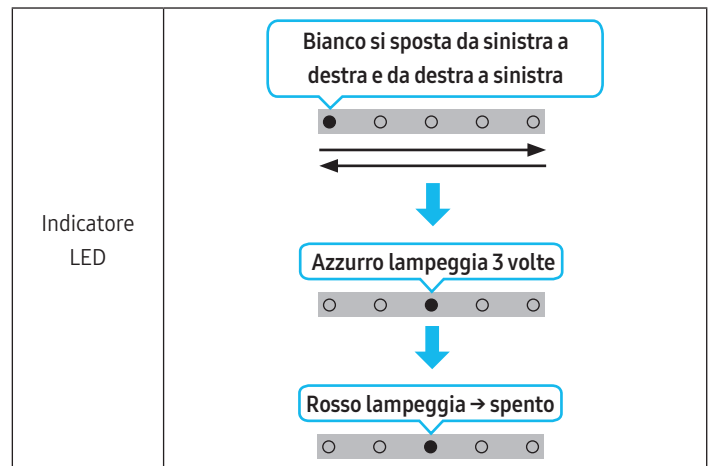 Bianco si sposta da sinistra a
destra e da destra a sinistra
Indicatore
LED
Azzurro lampeggia 3 volte
Rosso lampeggia → spento